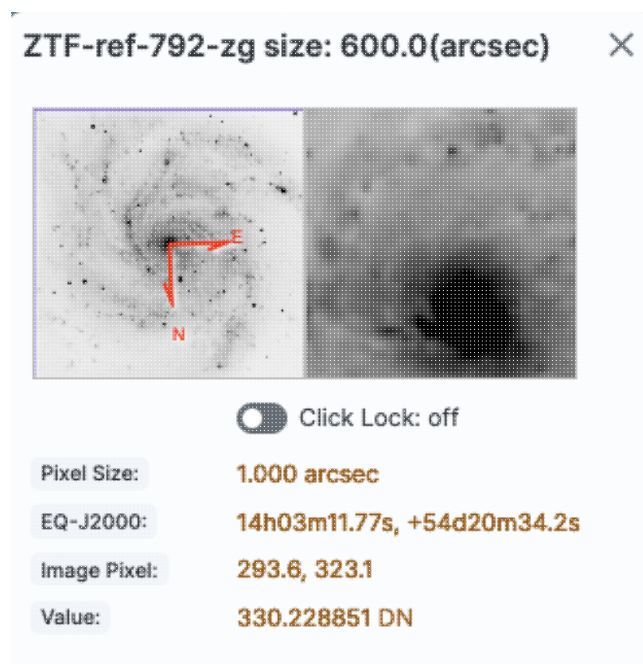 ZTF-ref-792-zg size: 600.0(arcsec)
E
N
Click Lock: off
Pixel Size: 1.000 arcsec
EQ-J2000: 14h03m11.77s, +54d20m34.2s
Image Pixel: 293.6, 323.1
Value: 330.228851 DN